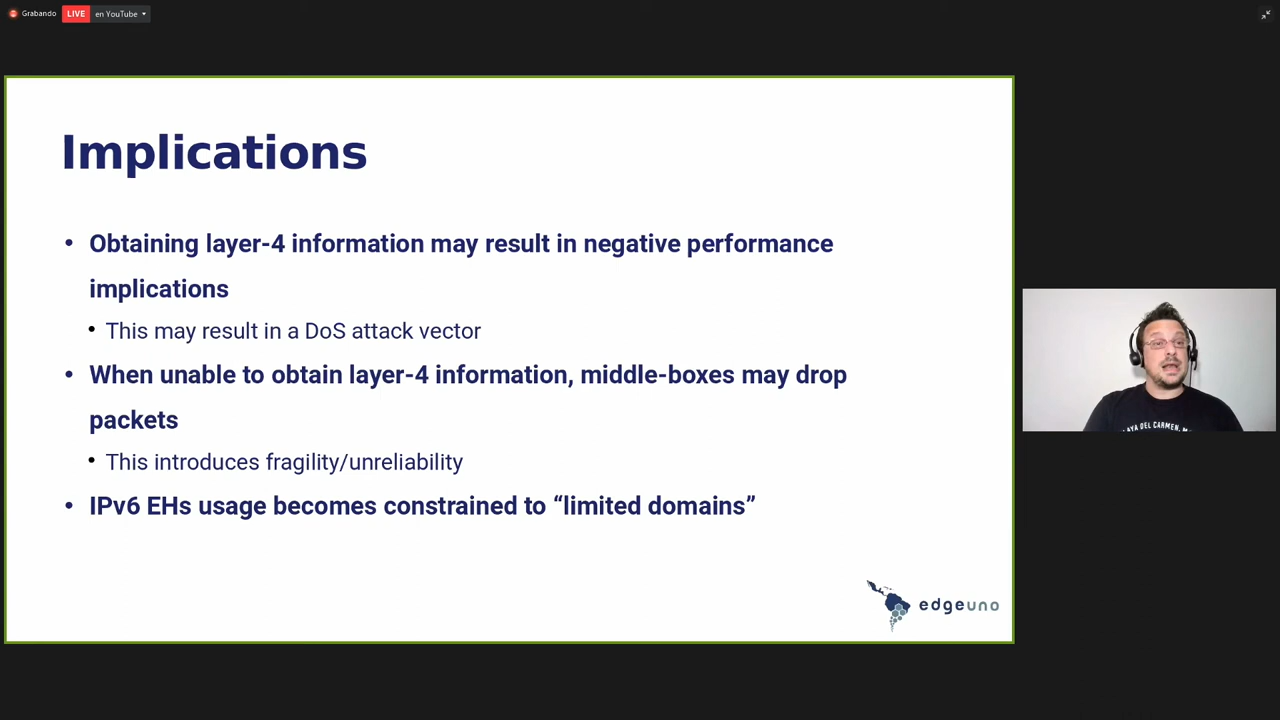 Grabando
LIVE
en YouTube
Implications
• Obtaining layer-4 information may result in negative performance
implications
• This may result in a DoS attack vector
• When unable to obtain layer-4 information, middle-boxes may drop
packets
• This introduces fragility/unreliability
• IPv6 EHs usage becomes constrained to “limited domains”
edgeuno
DEL CARMEN, M